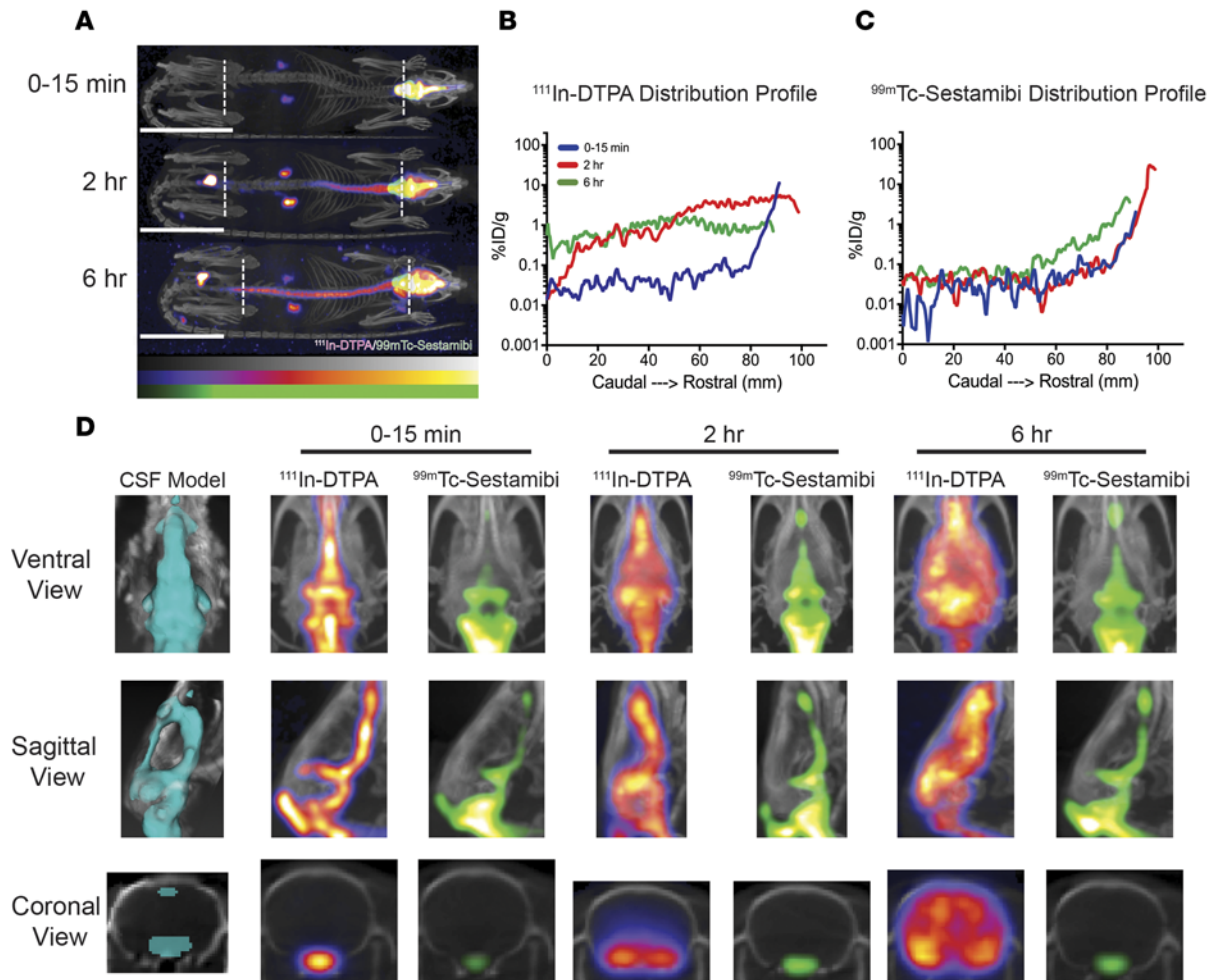 A
0-15 min
2 hr
6 hr
¹¹¹In-DTPA/99mTc-Sestamibi
B
¹¹¹In-DTPA Distribution Profile
0-15 min
2 hr
6 hr
%ID/g
100
10
1
0.1
0.01
0.001
0 20 40 60 80 100
Caudal ---> Rostral (mm)
C
⁹⁹ᵐTc-Sestamibi Distribution Profile
%ID/g
100
10
1
0.1
0.01
0.001
0 20 40 60 80 100
Caudal ---> Rostral (mm)
D
0-15 min 2 hr 6 hr
CSF Model ¹¹¹In-DTPA ⁹⁹ᵐTc-Sestamibi ¹¹¹In-DTPA ⁹⁹ᵐTc-Sestamibi ¹¹¹In-DTPA ⁹⁹ᵐTc-Sestamibi
Ventral
View
Sagittal
View
Coronal
View